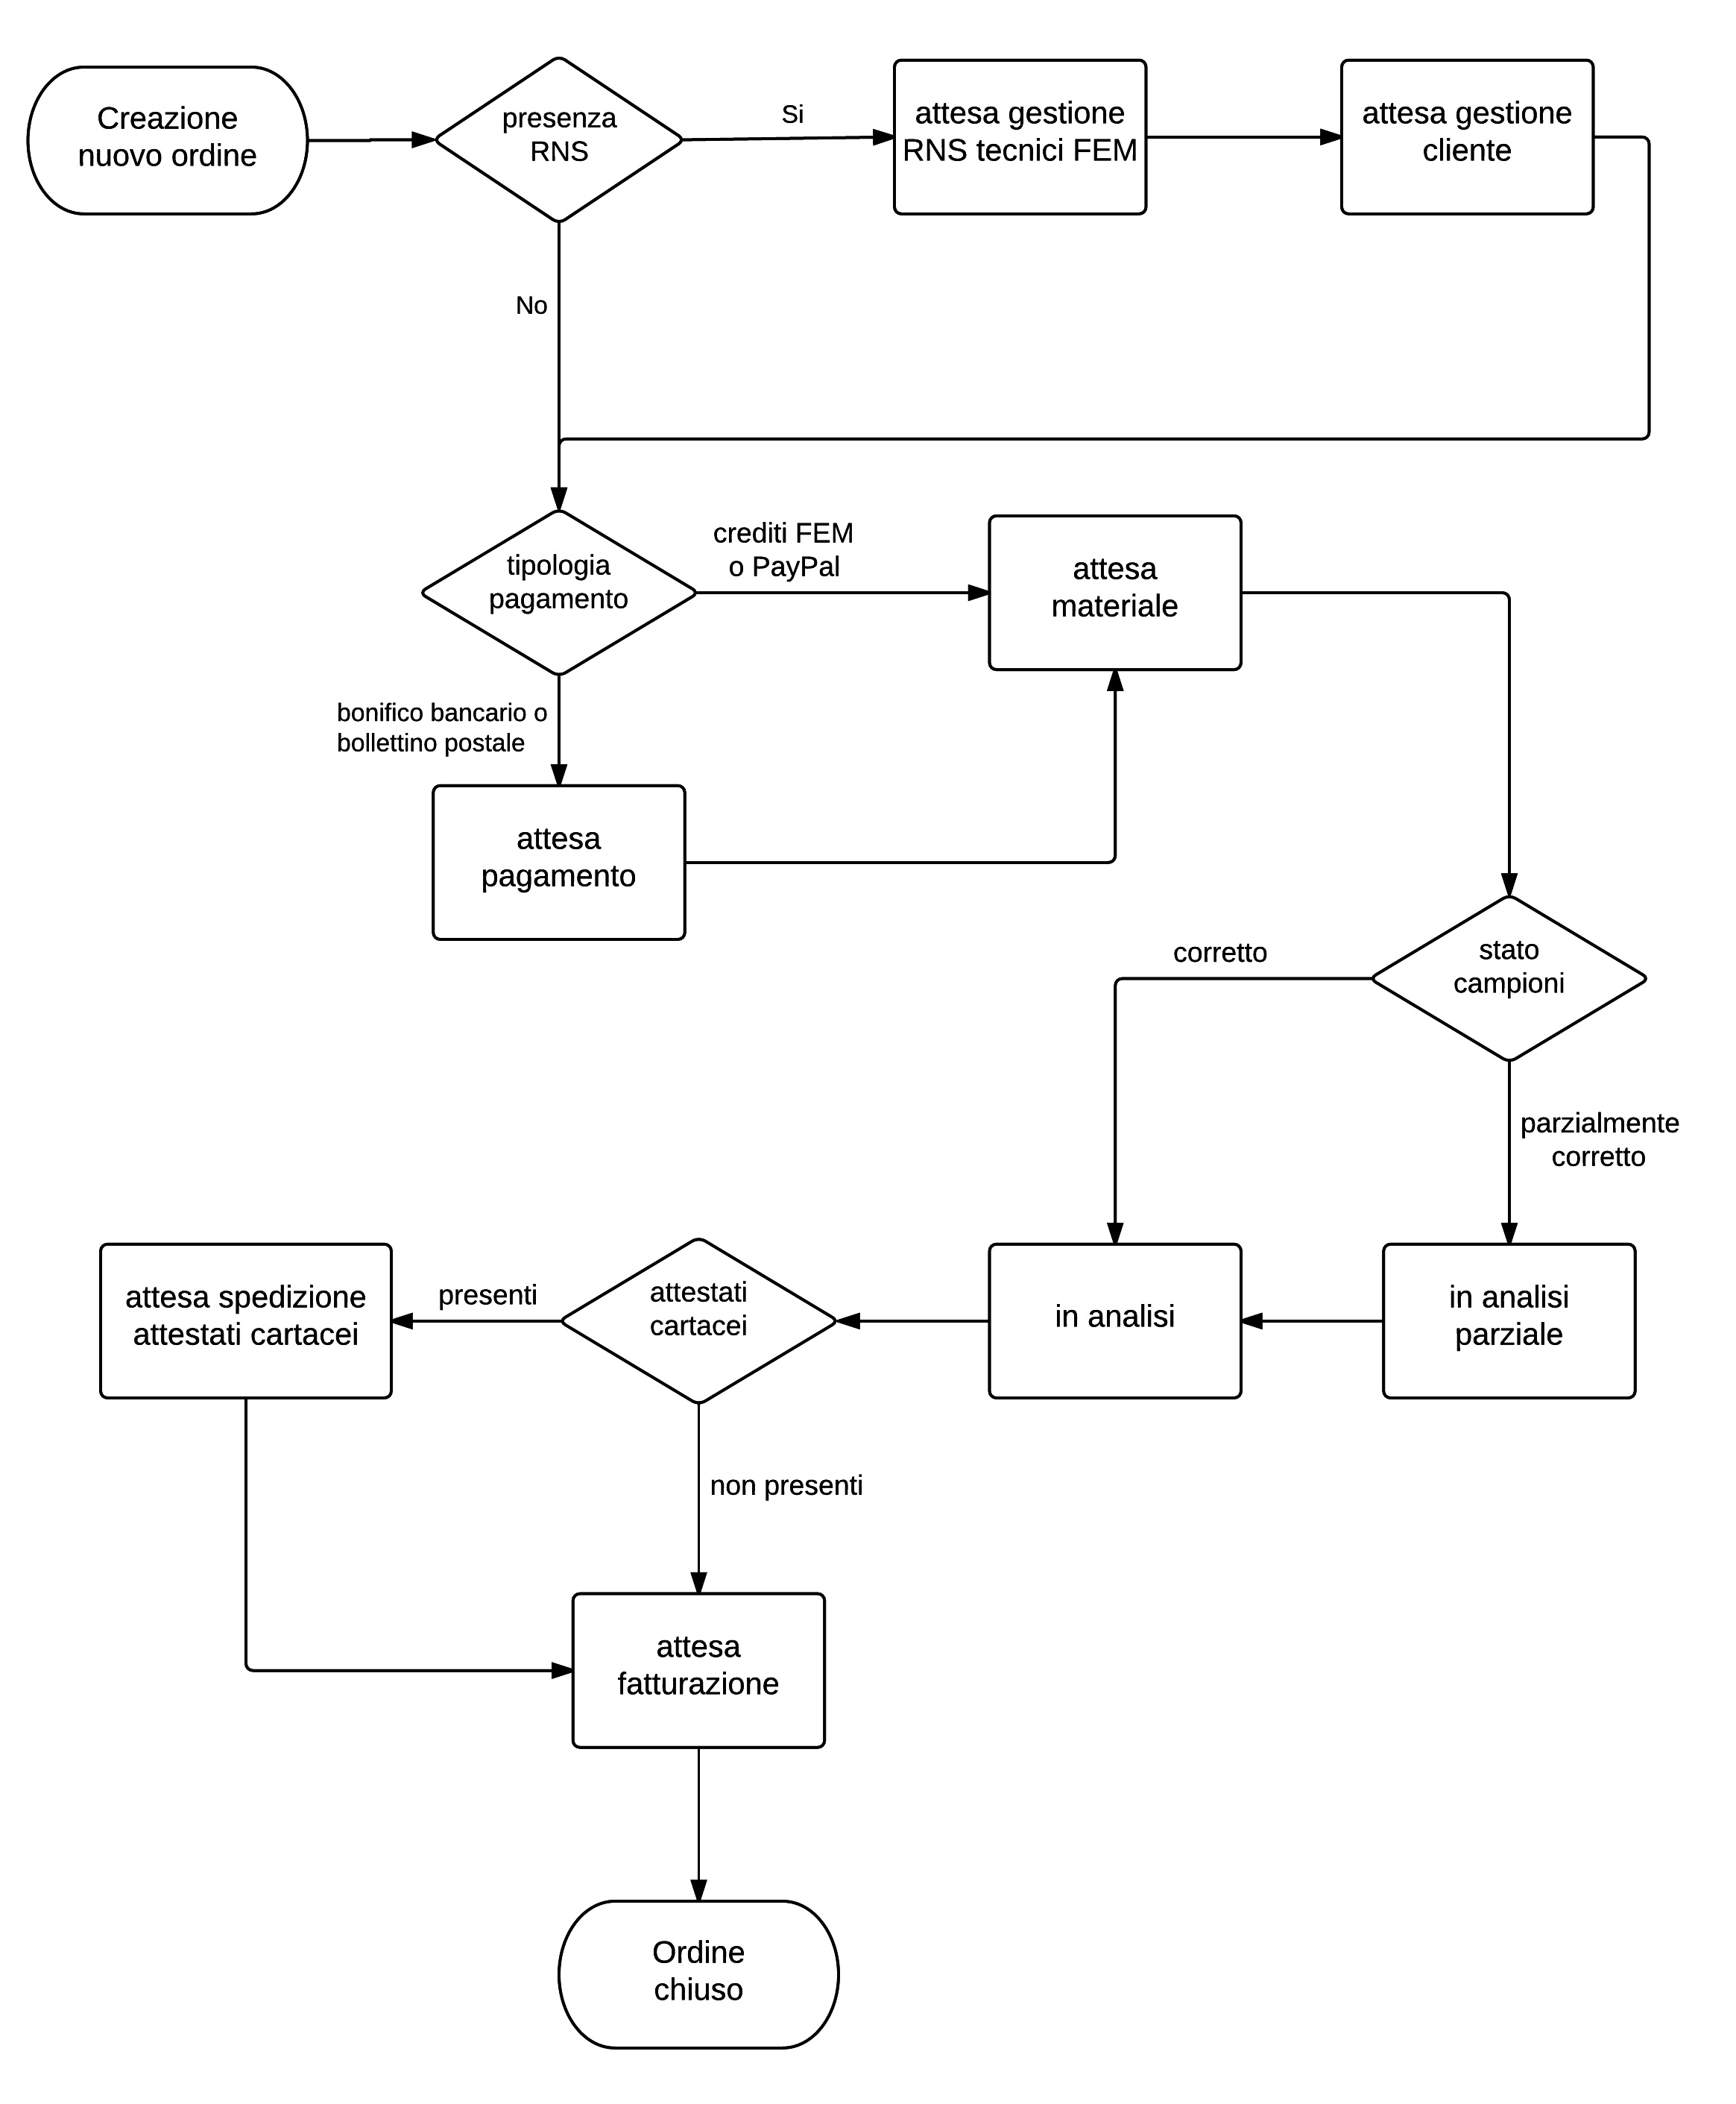 Creazione
nuovo ordine
presenza
RNS
Si
attesa gestione
RNS tecnici FEM
attesa gestione
cliente
No
tipologia
pagamento
crediti FEM
o PayPal
attesa
materiale
bonifico bancario o
bollettino postale
attesa
pagamento
stato
campioni
corretto
parzialmente
corretto
attesa spedizione
attestati cartacei
presenti
attestati
cartacei
in analisi
in analisi
parziale
non presenti
attesa
fatturazione
Ordine
chiuso